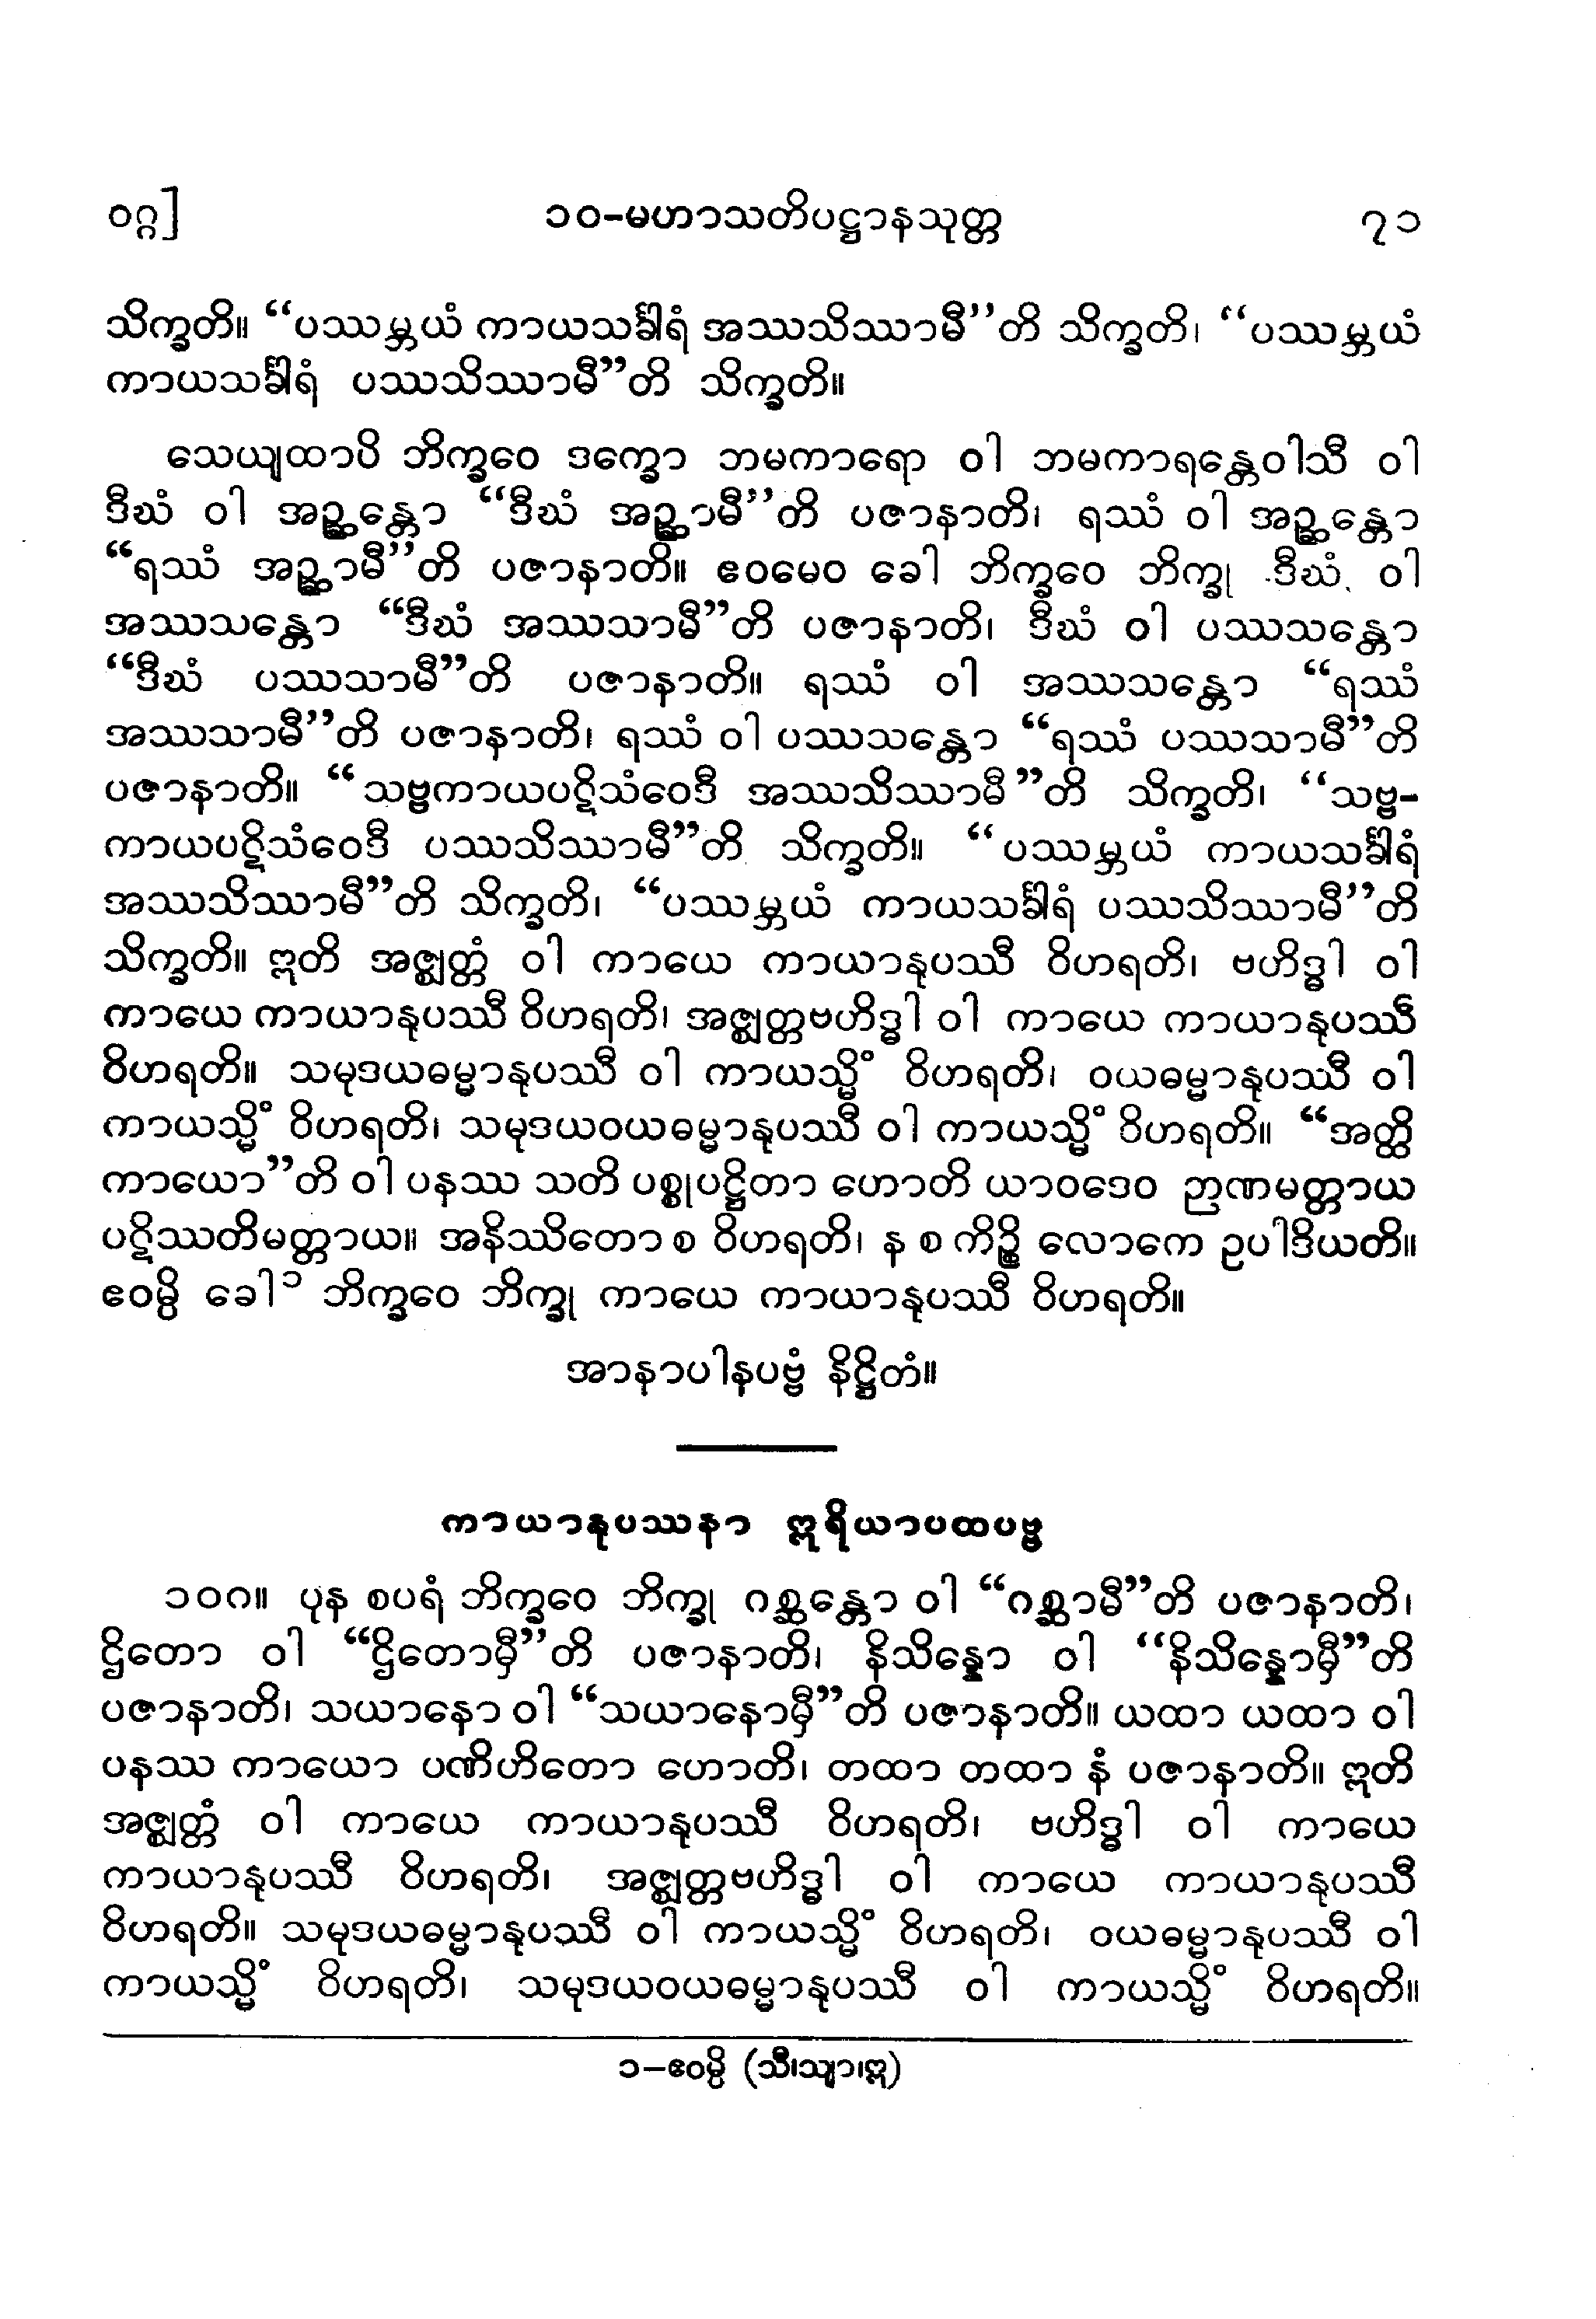 ဝဂ္ဂ]
၁၀-မဟာသတိပဋ္ဌာနသုတ္တ
၇၁
သိက္ခတိ။ “ပဿမ္ဘယံ ကာယသင်္ခါရံ အဿသိဿာမီ”တိ သိက္ခတိ၊ “ပဿမ္ဘယံ
ကာယသင်္ခါရံ ပဿသိဿာမီ”တိ သိက္ခတိ။
သေယျထာပိ ဘိက္ခဝေ ဒက္ခော ဘမကာရော ဝါ ဘမကာရန္တေဝါသီ ဝါ
ဒီဃံ ဝါ အဉ္ဆန္တော “ဒီဃံ အဉ္ဆာမီ”တိ ပဇာနာတိ၊ ရဿံ ဝါ အဉ္ဆန္တော
“ရဿံ အဉ္ဆာမီ”တိ ပဇာနာတိ။ ဧဝမေဝ ခေါ ဘိက္ခဝေ ဘိက္ခု ဒီဃံ ဝါ
အဿသန္တော “ဒီဃံ အဿသာမီ”တိ ပဇာနာတိ၊ ဒီဃံ ဝါ ပဿသန္တော
“ဒီဃံ ပဿသာမီ”တိ ပဇာနာတိ။ ရဿံ ဝါ အဿသန္တော “ရဿံ
အဿသာမီ”တိ ပဇာနာတိ၊ ရဿံ ဝါ ပဿသန္တော “ရဿံ ပဿသာမီ”တိ
ပဇာနာတိ။ “သဗ္ဗကာယပဋိသံဝေဒီ အဿသိဿာမီ”တိ သိက္ခတိ၊ “သဗ္ဗ-
ကာယပဋိသံဝေဒီ ပဿသိဿာမီ”တိ သိက္ခတိ။ “ပဿမ္ဘယံ ကာယသင်္ခါရံ
အဿသိဿာမီ”တိ သိက္ခတိ၊ “ပဿမ္ဘယံ ကာယသင်္ခါရံ ပဿသိဿာမီ”တိ
သိက္ခတိ။ ဣတိ အဇ္ဈတ္တံ ဝါ ကာယေ ကာယာနုပဿီ ဝိဟရတိ၊ ဗဟိဒ္ဓါ ဝါ
ကာယေ ကာယာနုပဿီ ဝိဟရတိ၊ အဇ္ဈတ္တဗဟိဒ္ဓါ ဝါ ကာယေ ကာယာနုပဿီ
ဝိဟရတိ။ သမုဒယဓမ္မာနုပဿီ ဝါ ကာယသ္မိံ ဝိဟရတိ၊ ဝယဓမ္မာနုပဿီ ဝါ
ကာယသ္မိံ ဝိဟရတိ၊ သမုဒယဝယဓမ္မာနုပဿီ ဝါ ကာယသ္မိံ ဝိဟရတိ။ “အတ္ထိ
ကာယော”တိ ဝါ ပနဿ သတိ ပစ္စုပဋ္ဌိတာ ဟောတိ ယာဝဒေဝ ဉာဏမတ္တာယ
ပဋိဿတိမတ္တာယ။ အနိဿိတော စ ဝိဟရတိ၊ န စ ကိဉ္စိ လောကေ ဥပါဒိယတိ။
ဧဝမ္ပိ ခေါ၁ ဘိက္ခဝေ ဘိက္ခု ကာယေ ကာယာနုပဿီ ဝိဟရတိ။
အာနာပါနပဗ္ဗံ နိဋ္ဌိတံ။
ကာယာနုပဿနာ ဣရိယာပထပဗ္ဗ
၁၀ဂ။ ပုန စပရံ ဘိက္ခဝေ ဘိက္ခု ဂစ္ဆန္တော ဝါ “ဂစ္ဆာမီ”တိ ပဇာနာတိ၊
ဌိတော ဝါ “ဌိတောမှီ”တိ ပဇာနာတိ၊ နိသိန္နော ဝါ “နိသိန္နောမှီ”တိ
ပဇာနာတိ၊ သယာနော ဝါ “သယာနောမှီ”တိ ပဇာနာတိ။ ယထာ ယထာ ဝါ
ပနဿ ကာယော ပဏိဟိတော ဟောတိ၊ တထာ တထာ နံ ပဇာနာတိ။ ဣတိ
အဇ္ဈတ္တံ ဝါ ကာယေ ကာယာနုပဿီ ဝိဟရတိ၊ ဗဟိဒ္ဓါ ဝါ ကာယေ
ကာယာနုပဿီ ဝိဟရတိ၊ အဇ္ဈတ္တဗဟိဒ္ဓါ ဝါ ကာယေ ကာယာနုပဿီ
ဝိဟရတိ။ သမုဒယဓမ္မာနုပဿီ ဝါ ကာယသ္မိံ ဝိဟရတိ၊ ဝယဓမ္မာနုပဿီ ဝါ
ကာယသ္မိံ ဝိဟရတိ၊ သမုဒယဝယဓမ္မာနုပဿီ ဝါ ကာယသ္မိံ ဝိဟရတိ။
၁–ဧဝမ္ပိ (သီ၊သျာ၊ဣ)